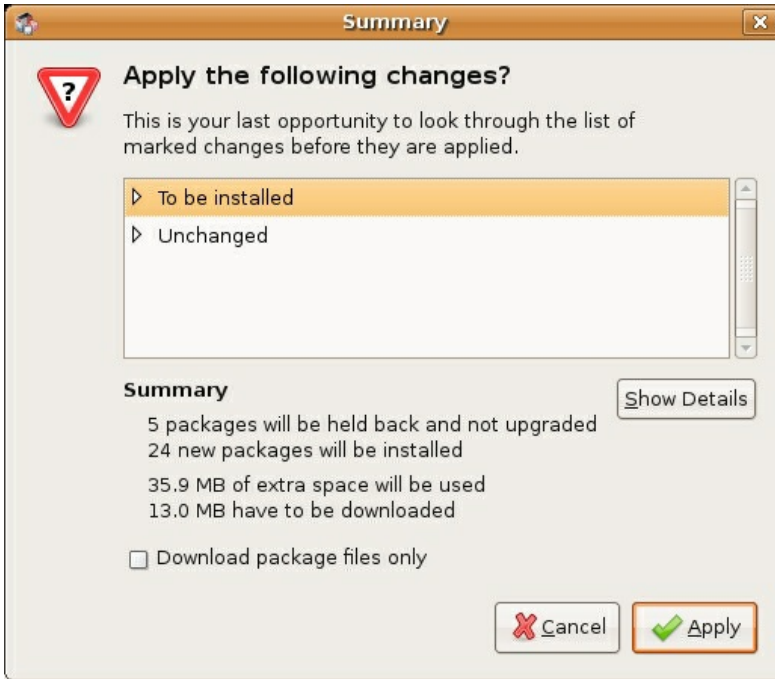 Summary
Apply the following changes?
This is your last opportunity to look through the list of
marked changes before they are applied.
To be installed
Unchanged
Summary
Show Details
5 packages will be held back and not upgraded
24 new packages will be installed
35.9 MB of extra space will be used
13.0 MB have to be downloaded
Download package files only
Cancel
Apply